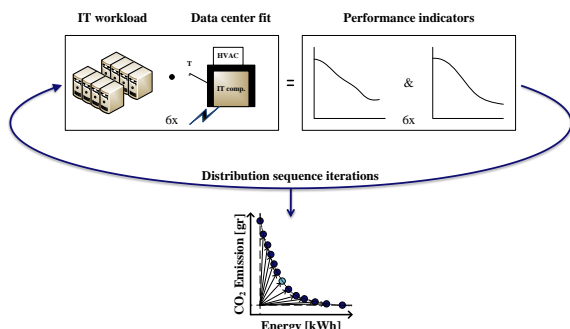 IT workload
Data center fit
Performance indicators
HVAC
T
IT comp.
=
&
6x
6x
Distribution sequence iterations
CO₂ Emission [gr]
Energy [kWh]